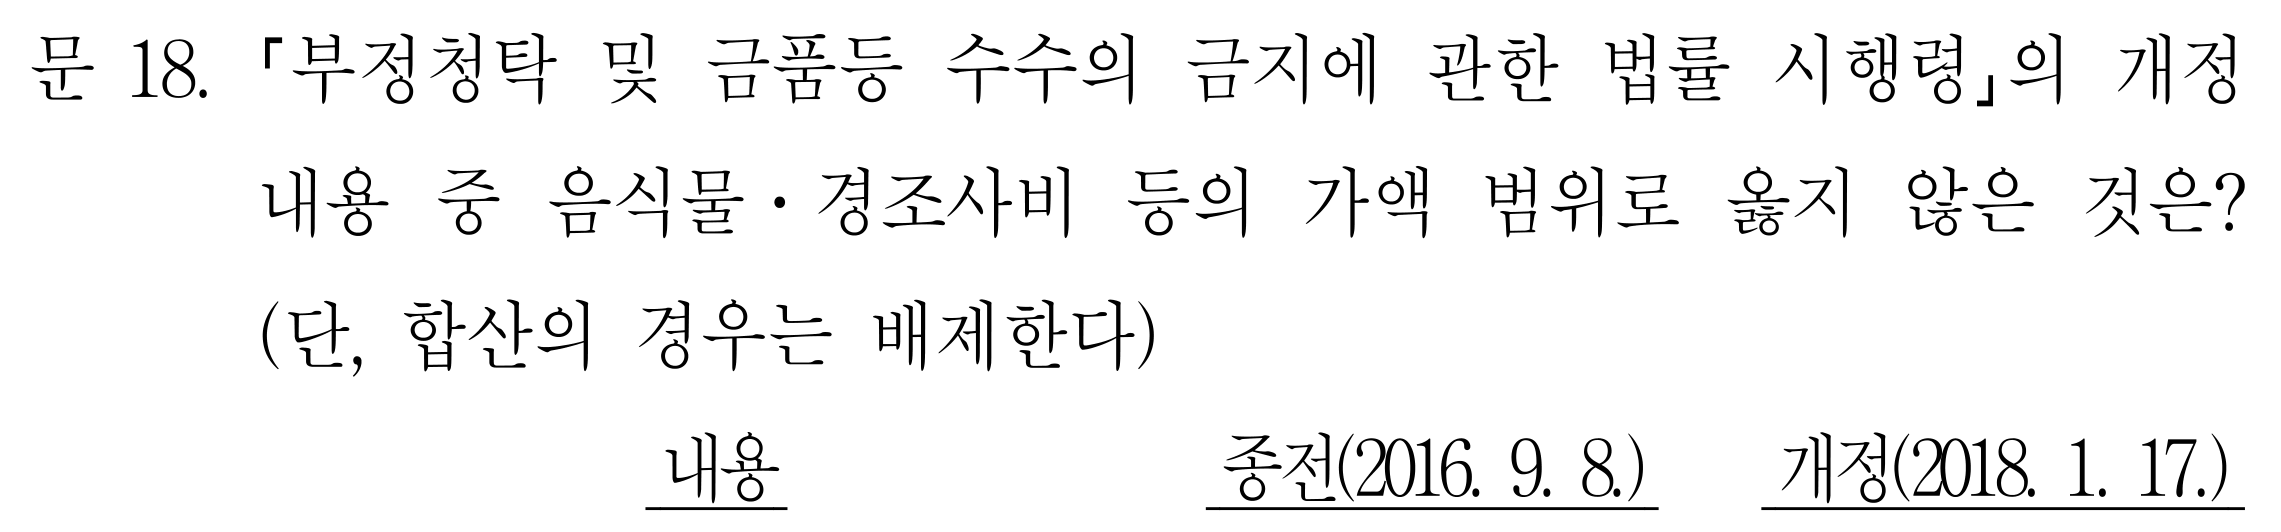 문 18. 「부정청탁 및 금품등 수수의 금지에 관한 법률 시행령」의 개정
내용 중 음식물・경조사비 등의 가액 범위로 옳지 않은 것은?
(단, 합산의 경우는 배제한다)
내용 종전(2016. 9. 8.) 개정(2018. 1. 17.)